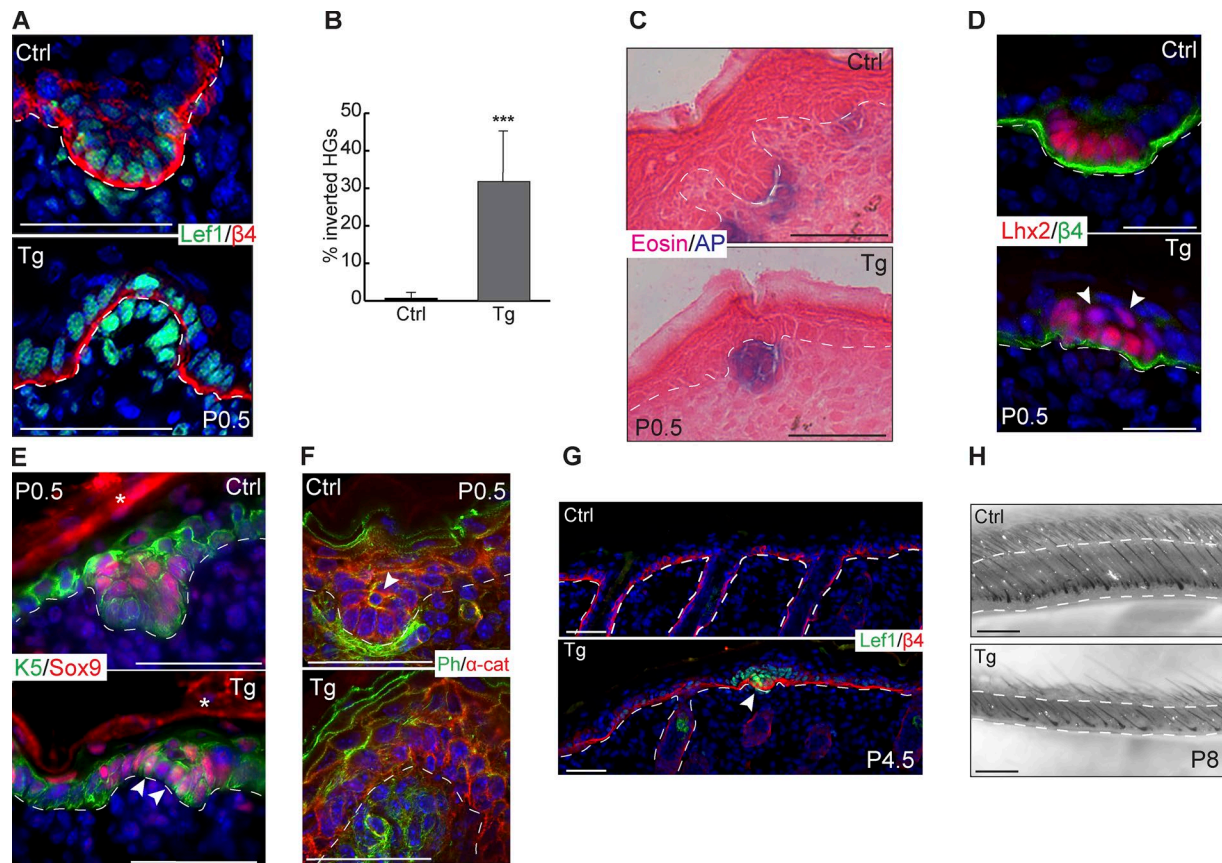 A
Ctrl
Lef1/β4
Tg
P0.5
B
% inverted HGs
50
40
30
20
10
0
***
Ctrl
Tg
C
Ctrl
Eosin/AP
Tg
P0.5
D
Ctrl
Lhx2/β4
Tg
P0.5
E
P0.5
Ctrl
*
K5/Sox9
Tg
*
F
Ctrl
P0.5
Ph/α-cat
Tg
G
Ctrl
Lef1/β4
Tg
P4.5
H
Ctrl
Tg
P8